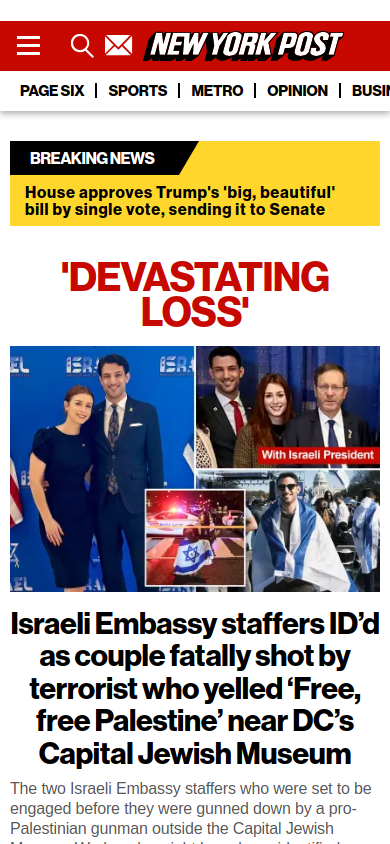 NEW YORK POST
PAGE SIX
SPORTS
METRO
OPINION
BREAKING NEWS
House approves Trump's 'big, beautiful'
bill by single vote, sending it to Senate
'DEVASTATING
LOSS'
With Israeli President
Israeli Embassy staffers ID’d
as couple fatally shot by
terrorist who yelled ‘Free,
free Palestine’ near DC’s
Capital Jewish Museum
The two Israeli Embassy staffers who were set to be
engaged before they were gunned down by a pro-
Palestinian gunman outside the Capital Jewish